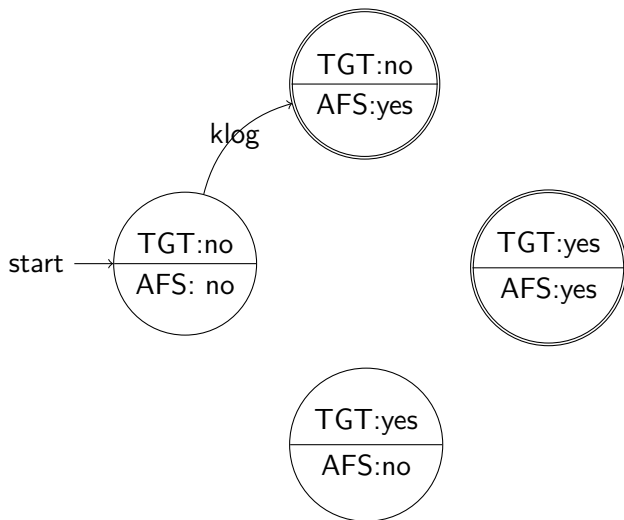 TGT:no
AFS:yes
klog
TGT:no
AFS: no
start
TGT:yes
AFS:yes
TGT:yes
AFS:no